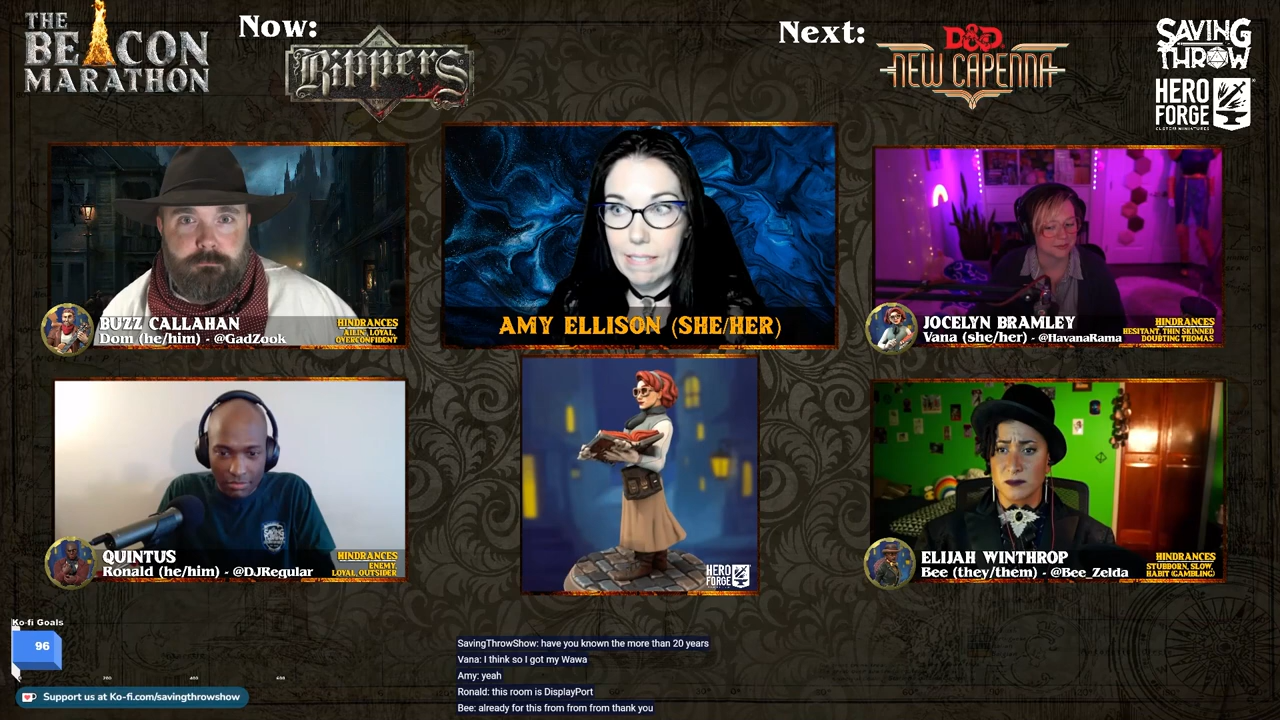 THE
BEACON
MARATHON
Now:
RIPPERS
Next:
D&D
NEW CAPENNA
SAVING
THROW
HERO
FORGE
CUSTOM MINIATURES
BUZZ CALLAHAN
Dom (he/him) - @GadZook
HINDRANCES
AILIN, LOYAL,
OVERCONFIDENT
AMY ELLISON (SHE/HER)
JOCELYN BRAMLEY
Vana (she/her) - @HavanaRama
HINDRANCES
HESITANT, THIN SKINNED
DOUBTING THOMAS
QUINTUS
Ronald (he/him) - @DJRegular
HINDRANCES
ENEMY,
LOYAL, OUTSIDER
HERO
FORGE
ELIJAH WINTHROP
Bee (they/them) - @Bee_Zelda
HINDRANCES
STUBBORN, SLOW,
HABIT (GAMBLING)
Ko-fi Goals
96
200
400
600
Support us at Ko-fi.com/savingthrowshow
SavingThrowShow: have you known the more than 20 years
Vana: I think so I got my Wawa
Amy: yeah
Ronald: this room is DisplayPort
Bee: already for this from from from thank you